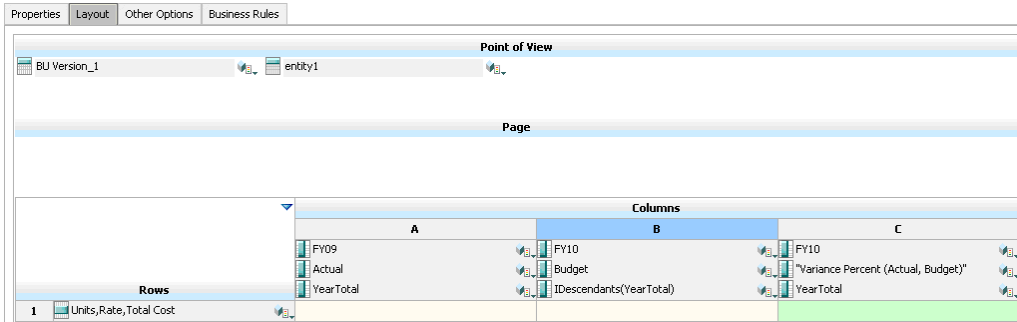 Properties Layout Other Options Business Rules
Point of View
BU Version_1 entity1
Page
Columns
A B C
FY09 FY10 FY10
Actual Budget "Variance Percent (Actual, Budget)"
Rows YearTotal IDescendants(YearTotal) YearTotal
1 Units,Rate,Total Cost